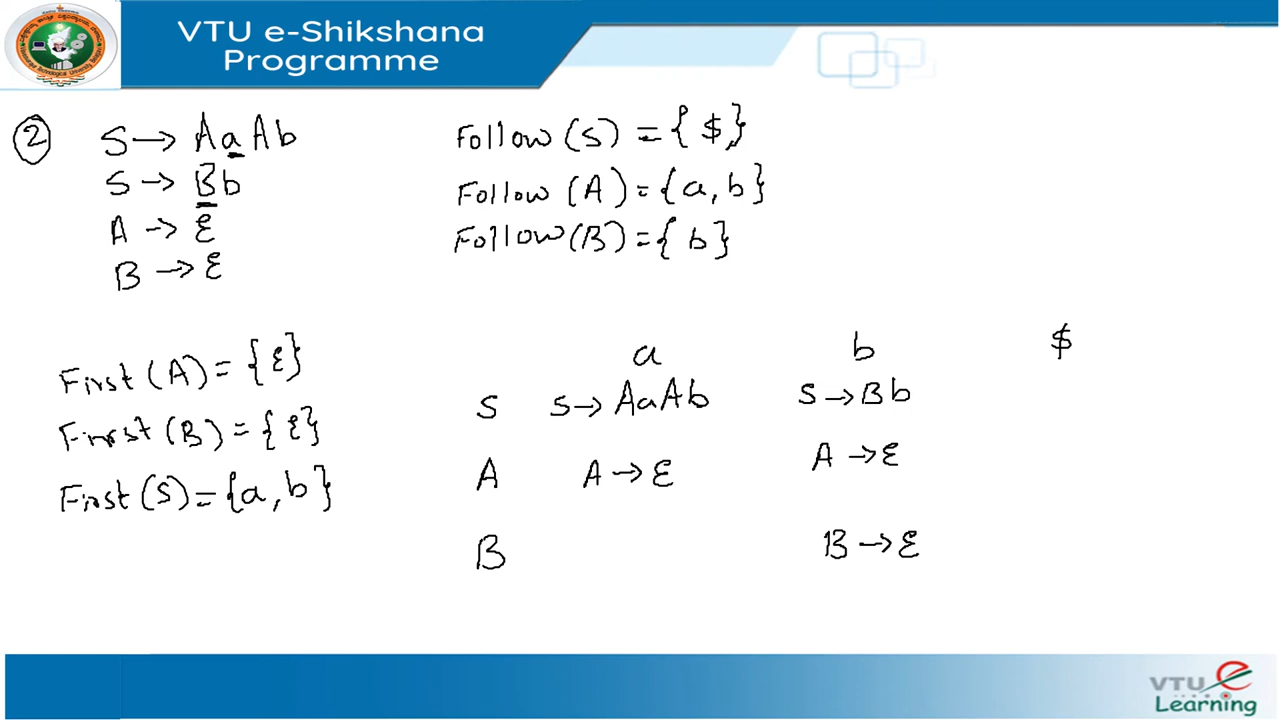 VTU e-Shikshana
Programme
2
S → AaAb
S → Bb
A → ε
B → ε
Follow (S) = { $, }
Follow (A) = {a, b}
Follow (B) = { b}
First (A) = {ε}
First (B) = {ε}
First (S) = {a, b}
a b $
S S → AaAb S → Bb
A A → ε A → ε
B B → ε
VTU e
Learning